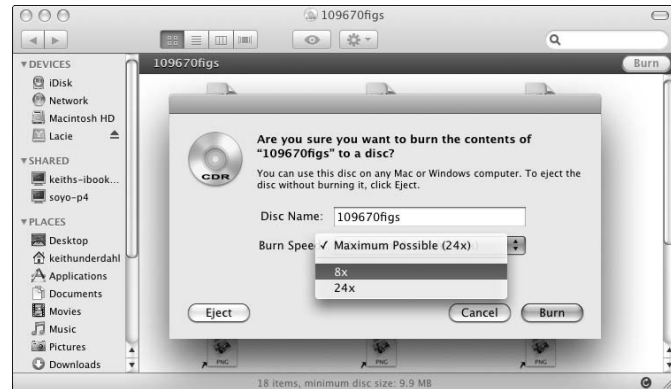 109670figs
109670figs
Burn
DEVICES
iDisk
Network
Macintosh HD
Lacie
SHARED
keiths-ibook...
soyo-p4
PLACES
Desktop
keithunderdahl
Applications
Documents
Movies
Music
Pictures
Downloads
CDR
Are you sure you want to burn the contents of
“109670figs” to a disc?
You can use this disc on any Mac or Windows computer. To eject the
disc without burning it, click Eject.
Disc Name: 109670figs
Burn Spee ✓ Maximum Possible (24x)
8x
24x
Eject
Cancel
Burn
PNG
PNG
PNG
18 items, minimum disc size: 9.9 MB